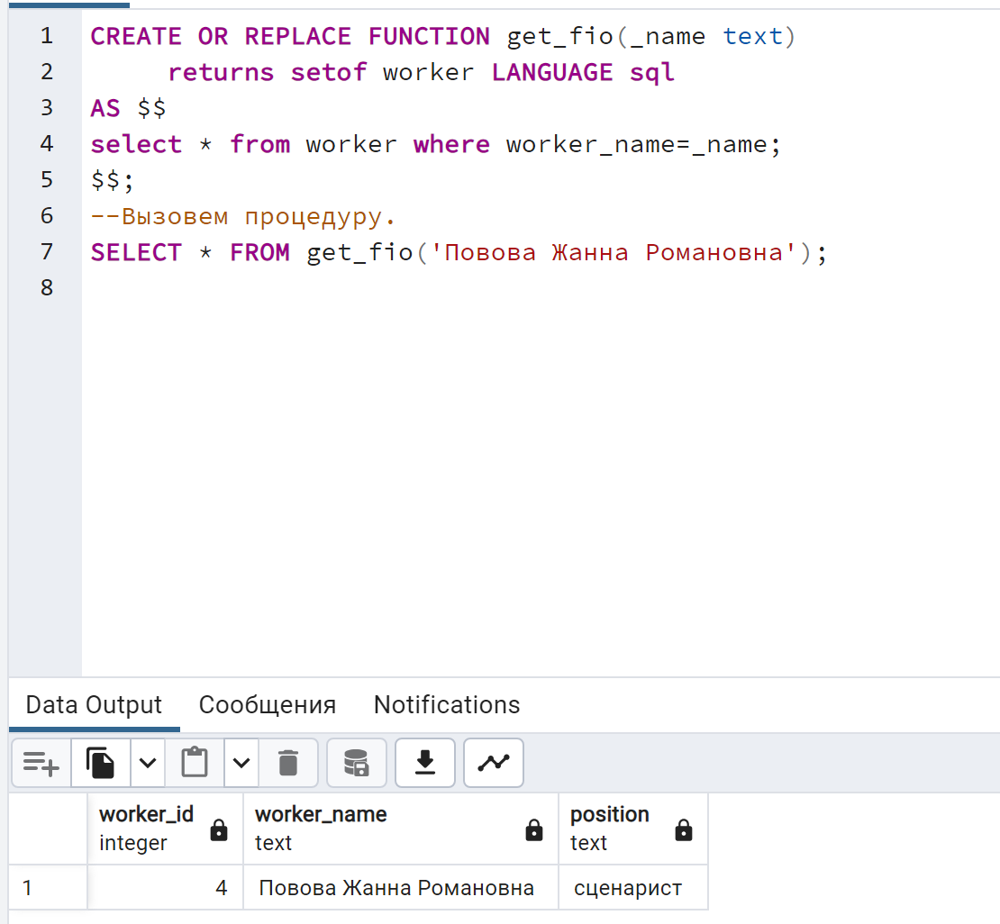 1 CREATE OR REPLACE FUNCTION get_fio(_name text)
2 returns setof worker LANGUAGE sql
3 AS $$
4 select * from worker where worker_name=_name;
5 $$;
6 --Вызовем процедуру.
7 SELECT * FROM get_fio('Повова Жанна Романовна');
8
Data Output Сообщения Notifications
worker_id worker_name position
integer text text
1 4 Повова Жанна Романовна сценарист